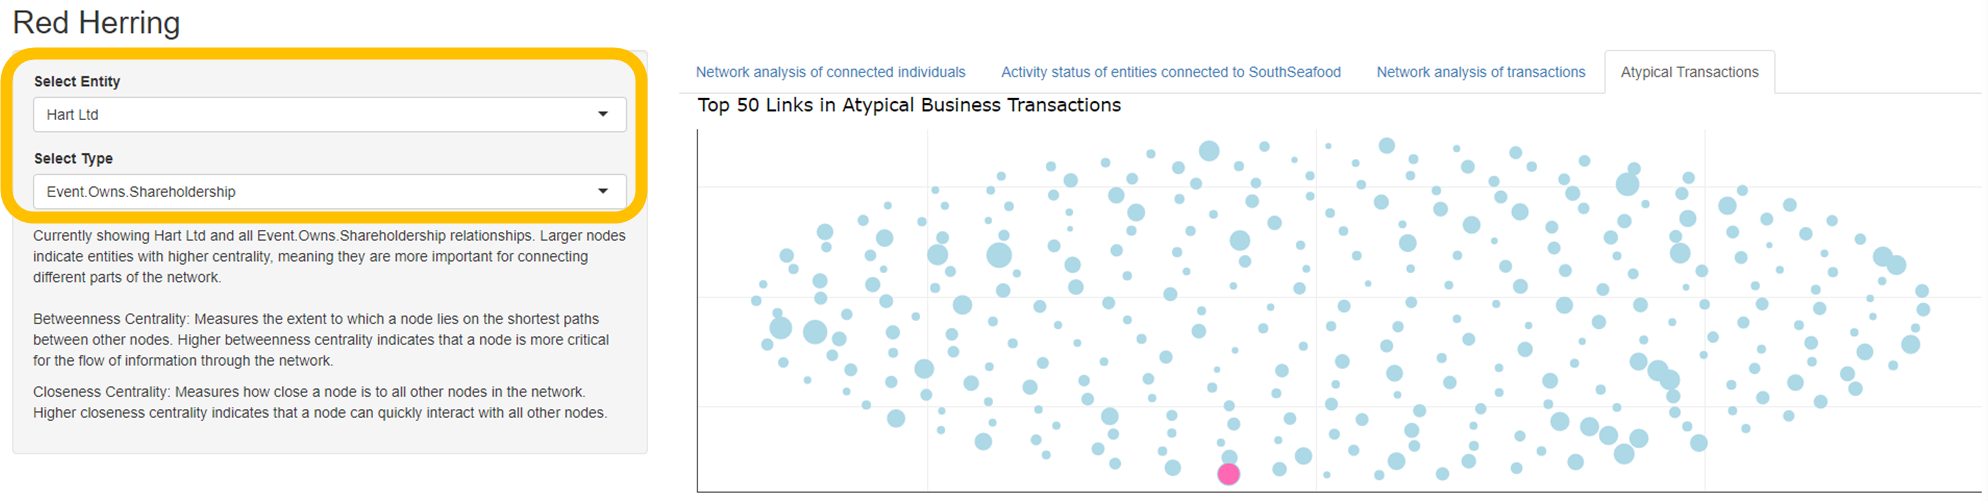 Red Herring
Select Entity
Hart Ltd
Select Type
Event.Owns.Shareholdership
Currently showing Hart Ltd and all Event.Owns.Shareholdership relationships. Larger nodes
indicate entities with higher centrality, meaning they are more important for connecting
different parts of the network.
Betweenness Centrality: Measures the extent to which a node lies on the shortest paths
between other nodes. Higher betweenness centrality indicates that a node is more critical
for the flow of information through the network.
Closeness Centrality: Measures how close a node is to all other nodes in the network.
Higher closeness centrality indicates that a node can quickly interact with all other nodes.
Network analysis of connected individuals
Activity status of entities connected to SouthSeafood
Network analysis of transactions
Atypical Transactions
Top 50 Links in Atypical Business Transactions